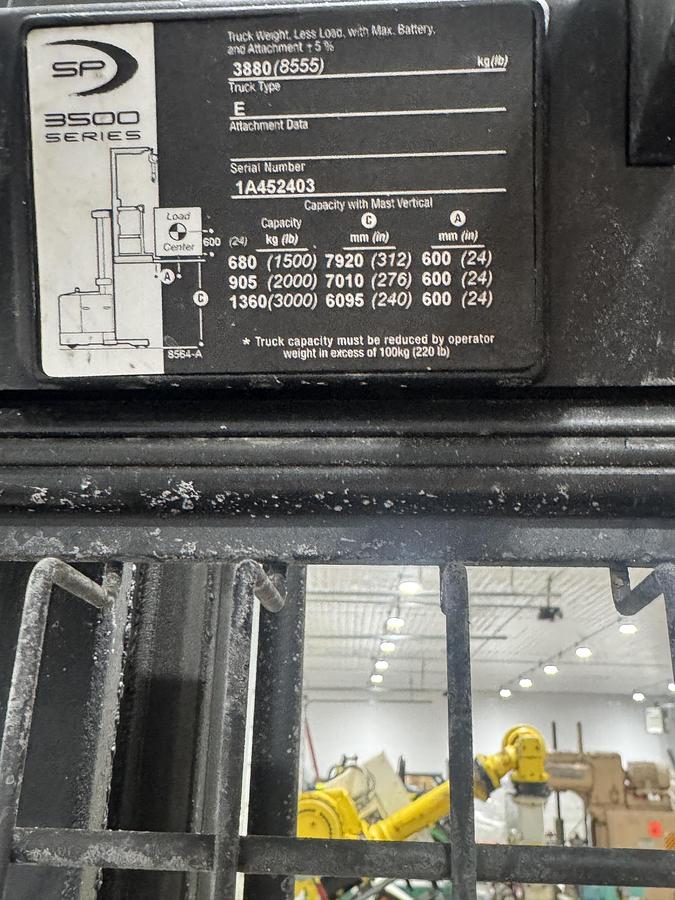 SP
3500
SERIES
Truck Weight, Less Load, with Max. Battery,
and Attachment ± 5 %
3880(8555) kg(lb)
Truck Type
E
Attachment Data
Serial Number
1A452403
Capacity with Mast Vertical
Capacity C A
kg (lb) mm (in) mm (in)
680 (1500) 7920 (312) 600 (24)
905 (2000) 7010 (276) 600 (24)
1360(3000) 6095 (240) 600 (24)
* Truck capacity must be reduced by operator
weight in excess of 100kg (220 lb)
Load
Center
600 (24)
A
C
8564-A